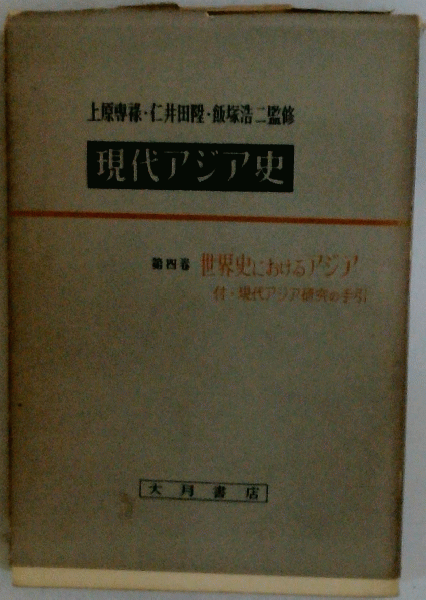 上原專祿・仁井田陞・飯塚浩二監修
現代アジア史
第四巻 世界史におけるアジア
付・現代アジア研究の手引
大月書店